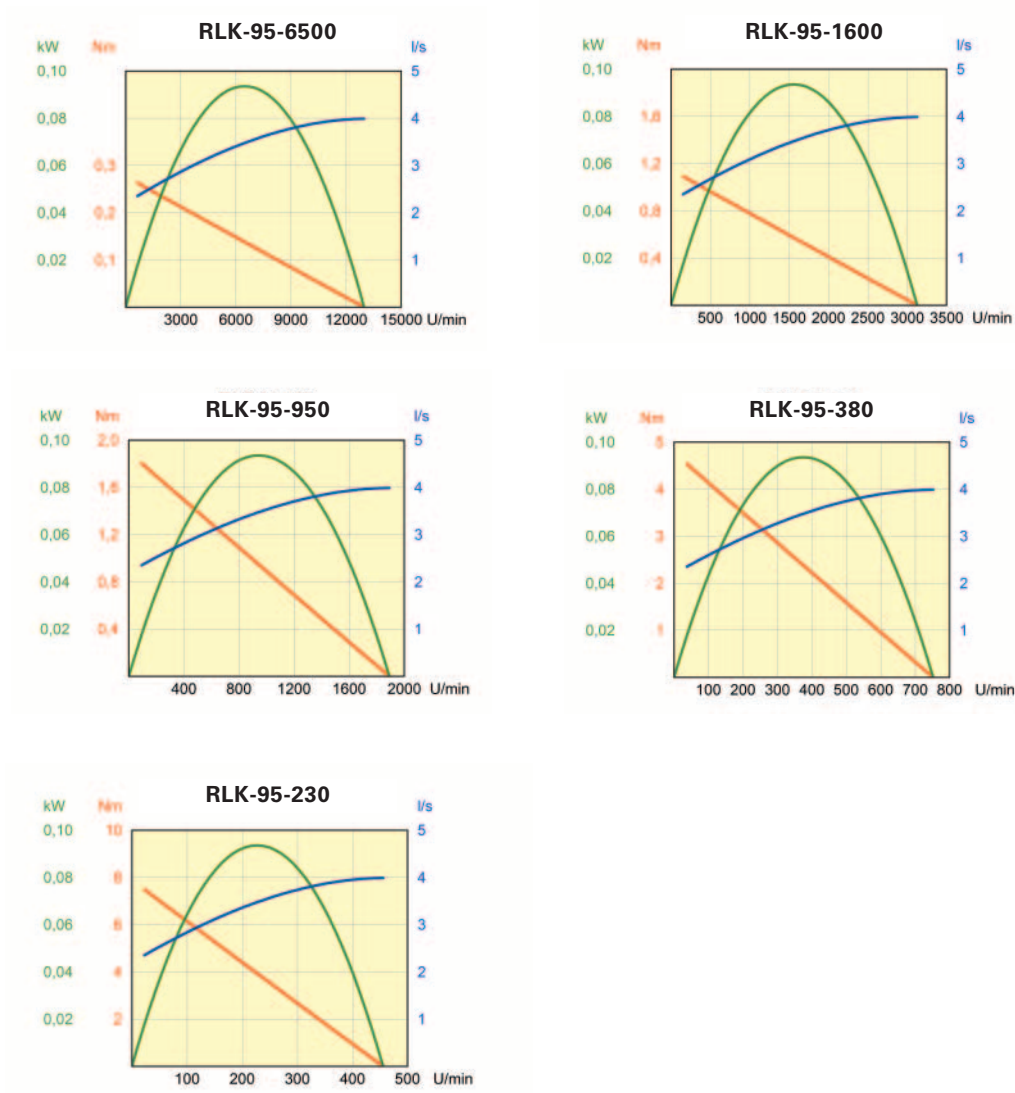 RLK-95-6500
kW Nm l/s
0,10 5
0,08 4
0,06 0,3 3
0,04 0,2 2
0,02 0,1 1
3000 6000 9000 12000 15000 U/min
RLK-95-1600
kW Nm l/s
0,10 5
0,08 1,6 4
0,06 1,2 3
0,04 0,8 2
0,02 0,4 1
500 1000 1500 2000 2500 3000 3500 U/min
RLK-95-950
kW Nm l/s
0,10 2,0 5
0,08 1,6 4
0,06 1,2 3
0,04 0,8 2
0,02 0,4 1
400 800 1200 1600 2000 U/min
RLK-95-380
kW Nm l/s
0,10 5 5
0,08 4 4
0,06 3 3
0,04 2 2
0,02 1 1
100 200 300 400 500 600 700 800 U/min
RLK-95-230
kW Nm l/s
0,10 10 5
0,08 8 4
0,06 6 3
0,04 4 2
0,02 2 1
100 200 300 400 500 U/min